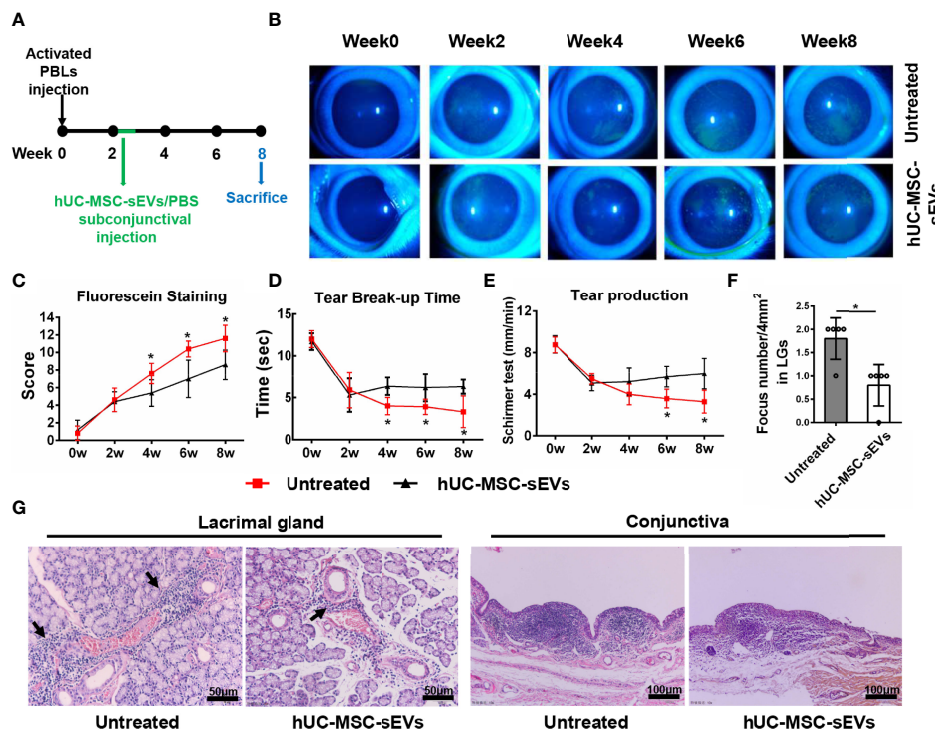 A
Activated
PBLs
injection
Week 0 2 4 6 8
hUC-MSC-sEVs/PBS
subconjunctival
injection
Sacrifice
B
Week0 Week2 Week4 Week6 Week8
Untreated
hUC-MSC-
sEVs
C
Fluorescein Staining
Score
14
12
10
8
6
4
2
0
* * *
0w 2w 4w 6w 8w
D
Tear Break-up Time
Time (sec)
15
10
5
0
* * *
0w 2w 4w 6w 8w
E
Tear production
Schirmer test (mm/min)
12
8
4
0
* *
0w 2w 4w 6w 8w
Untreated hUC-MSC-sEVs
F
Focus number/4mm²
in LGs
2.5
2.0
1.5
1.0
0.5
0.0
*
Untreated
hUC-MSC-sEVs
G
Lacrimal gland Conjunctiva
50μm 50μm 100μm 100μm
Untreated hUC-MSC-sEVs Untreated hUC-MSC-sEVs